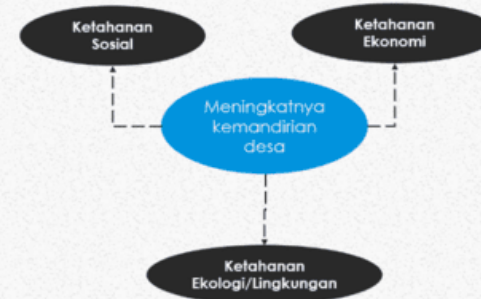 Ketahanan
Sosial
Ketahanan
Ekonomi
Meningkatnya
kemandirian
desa
Ketahanan
Ekologi/Lingkungan